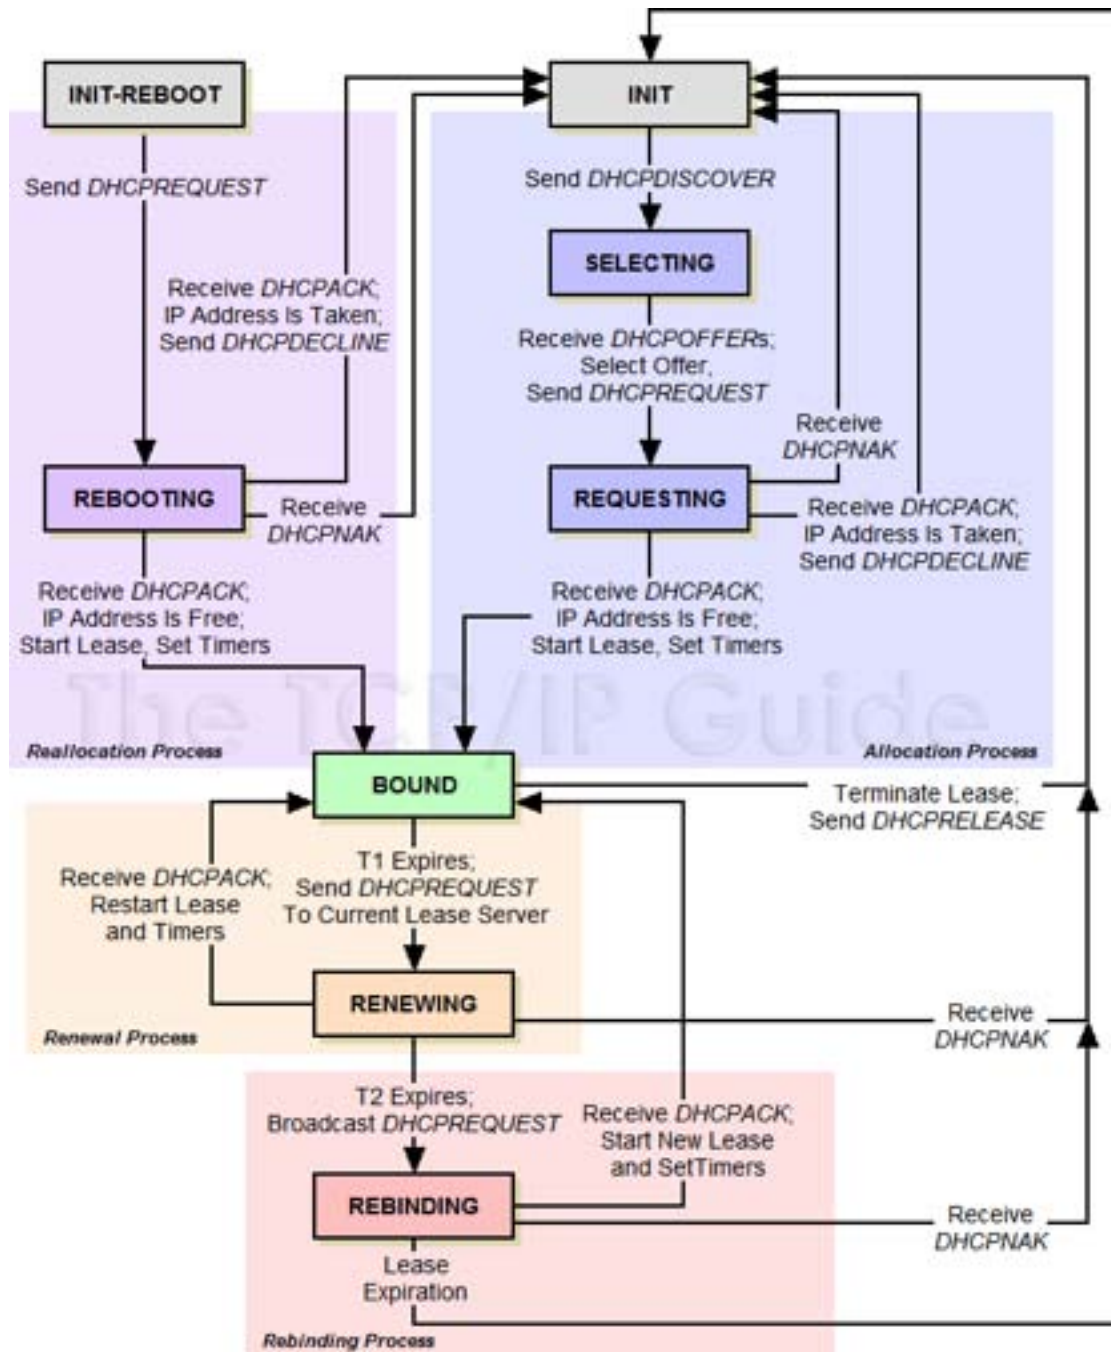 INIT-REBOOT
INIT
Send DHCPREQUEST
Send DHCPDISCOVER
SELECTING
Receive DHCPACK;
IP Address Is Taken;
Send DHCPDECLINE
Receive DHCPOFFERs;
Select Offer,
Send DHCPREQUEST
Receive
DHCPNAK
REBOOTING
Receive
DHCPNAK
REQUESTING
Receive DHCPACK;
IP Address Is Taken;
Send DHCPDECLINE
Receive DHCPACK;
IP Address Is Free;
Start Lease, Set Timers
Receive DHCPACK;
IP Address Is Free;
Start Lease, Set Timers
The TCP/IP Guide
Reallocation Process
Allocation Process
BOUND
Terminate Lease;
Send DHCPRELEASE
Receive DHCPACK;
Restart Lease
and Timers
T1 Expires;
Send DHCPREQUEST
To Current Lease Server
RENEWING
Receive
DHCPNAK
Renewal Process
T2 Expires;
Broadcast DHCPREQUEST
Receive DHCPACK;
Start New Lease
and SetTimers
REBINDING
Receive
DHCPNAK
Lease
Expiration
Rebinding Process